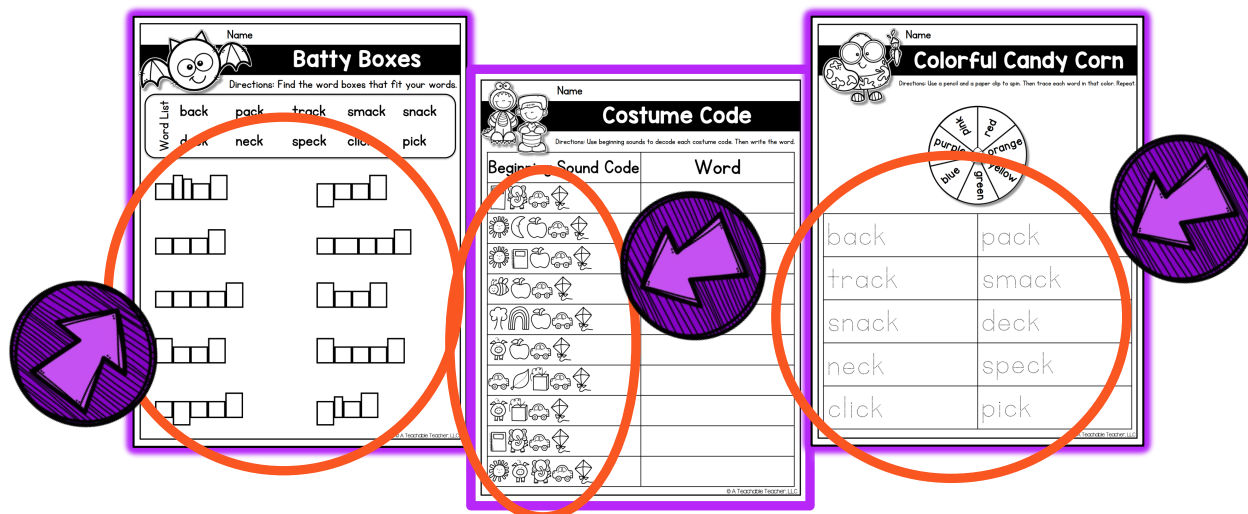 Name
Batty Boxes
Directions: Find the word boxes that fit your words.
Word List
back pack track smack snack
deck neck speck click pick
© A Teachable Teacher, LLC
Name
Costume Code
Directions: Use beginning sounds to decode each costume code. Then write the word.
Beginning Sound Code Word
© A Teachable Teacher, LLC
Name
Colorful Candy Corn
Directions: Use a pencil and a paper clip to spin. Then trace each word in that color. Repeat.
pink
red
purple
orange
yellow
blue
green
back pack
track smack
snack deck
neck speck
click pick
A Teachable Teacher, LLC